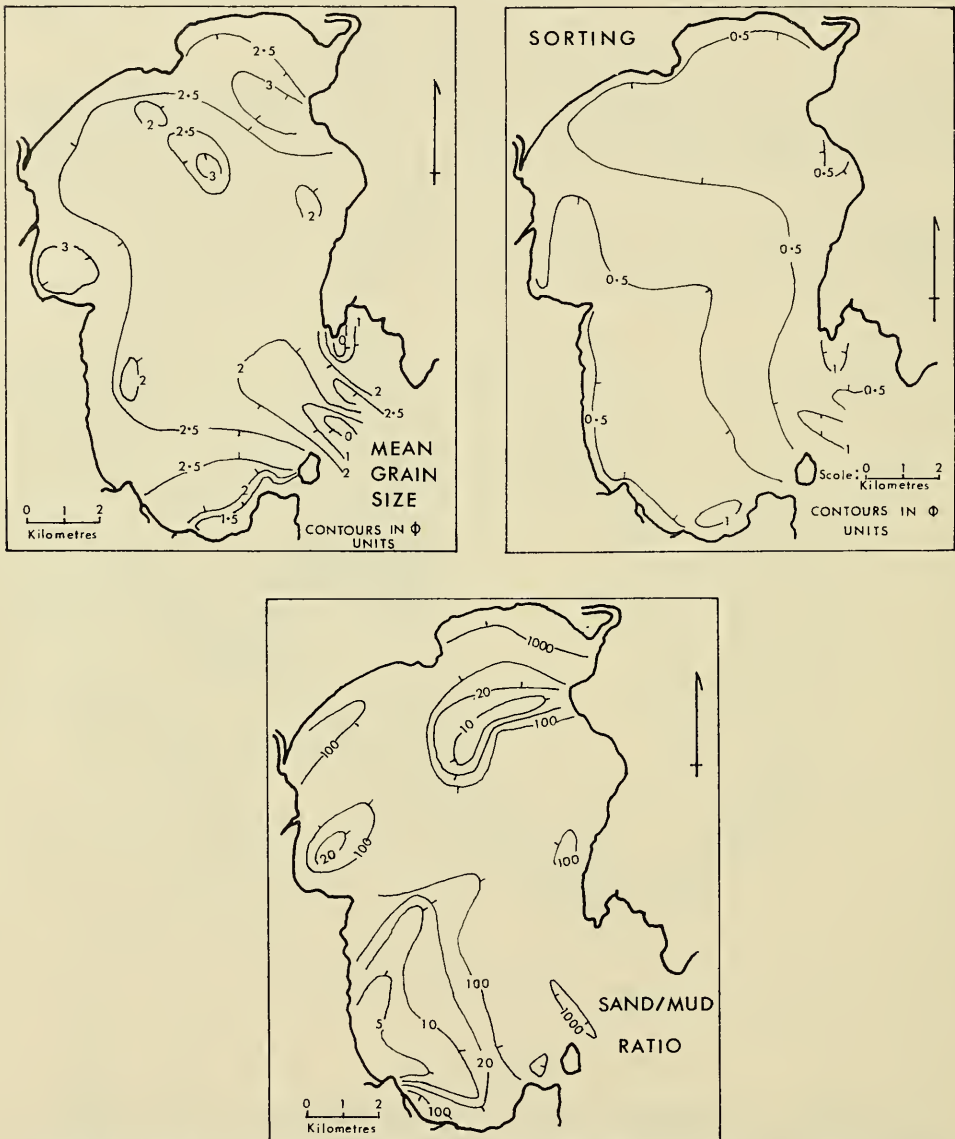 2·5
3
2·5
2
2·5
3
2
3
1
0
2
2
2
2·5
0
2·5
1
2
2·5
2
1·5
MEAN
GRAIN
SIZE
CONTOURS IN ϕ
UNITS
0 1 2
Kilometres
SORTING
0·5
0·5
0·5
0·5
1
0·5
0·5
1
1
Scale: 0 1 2
Kilometres
CONTOURS IN ϕ
UNITS
1000
20
10
100
100
20
100
100
100
5
10
1000
20
100
SAND/MUD
RATIO
0 1 2
Kilometres